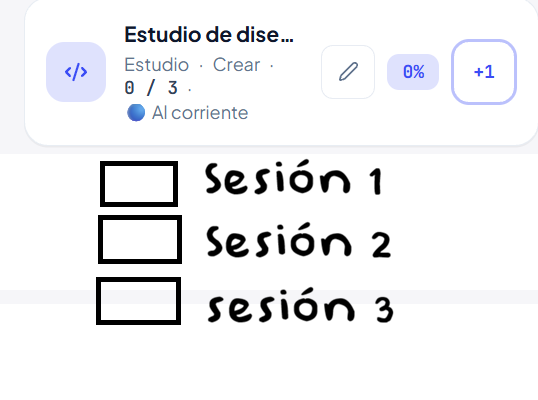 Estudio de dise...
Estudio · Crear ·
0 / 3 ·
Al corriente
</>
0%
+1
Sesión 1
Sesión 2
sesión 3